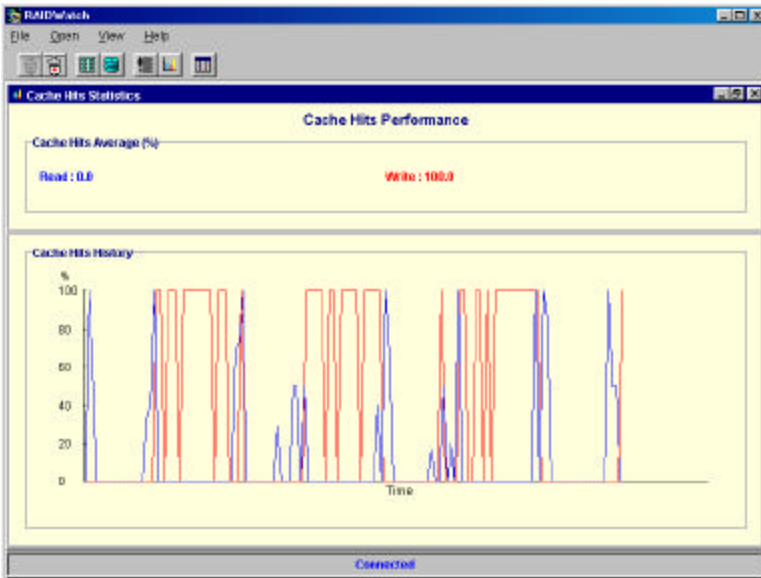 RAIDWatch
File Open View Help
Cache Hits Statistics
Cache Hits Performance
Cache Hits Average (%)
Read : 0.0 Write : 100.0
Cache Hits History
%
100
80
60
40
20
0
Time
Connected